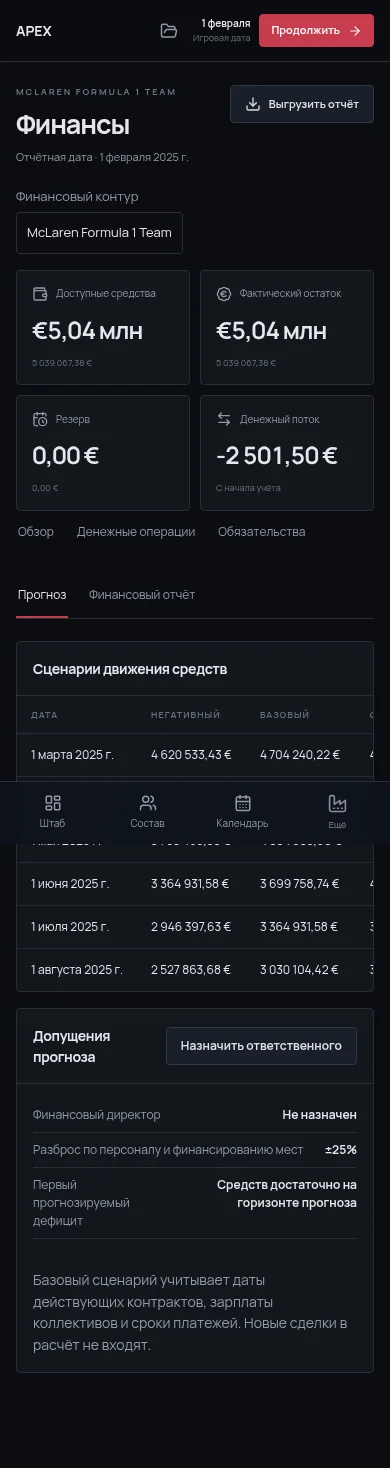 APEX
1 февраля
Игровая дата
Продолжить
MCLAREN FORMULA 1 TEAM
Финансы
Отчётная дата · 1 февраля 2025 г.
Выгрузить отчёт
Финансовый контур
McLaren Formula 1 Team
Доступные средства
€5,04 млн
5 039 067,38 €
Фактический остаток
€5,04 млн
5 039 067,38 €
Резерв
0,00 €
0,00 €
Денежный поток
-2 501,50 €
С начала учёта
Обзор Денежные операции Обязательства
Прогноз Финансовый отчёт
Сценарии движения средств
ДАТА НЕГАТИВНЫЙ БАЗОВЫЙ
1 марта 2025 г. 4 620 533,43 € 4 704 240,22 €
Штаб Состав Календарь Ещё
1 июня 2025 г. 3 364 931,58 € 3 699 758,74 €
1 июля 2025 г. 2 946 397,63 € 3 364 931,58 €
1 августа 2025 г. 2 527 863,68 € 3 030 104,42 €
Допущения
прогноза
Назначить ответственного
Финансовый директор Не назначен
Разброс по персоналу и финансированию мест ±25%
Первый
прогнозируемый
дефицит
Средств достаточно на
горизонте прогноза
Базовый сценарий учитывает даты
действующих контрактов, зарплаты
коллективов и сроки платежей. Новые сделки в
расчёт не входят.